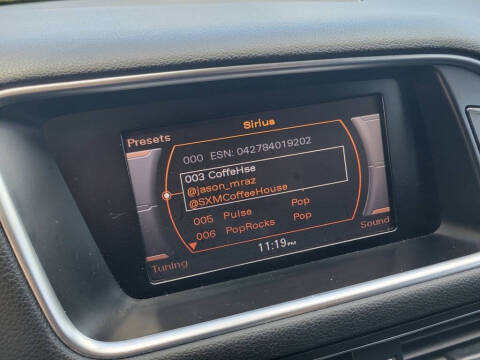 Sirius
Presets
000 ESN: 042784019202
003 CoffeHse
@jason_mraz
@SXMCoffeeHouse
005 Pulse Pop
006 PopRocks Pop
Tuning
11:19 PM
Sound